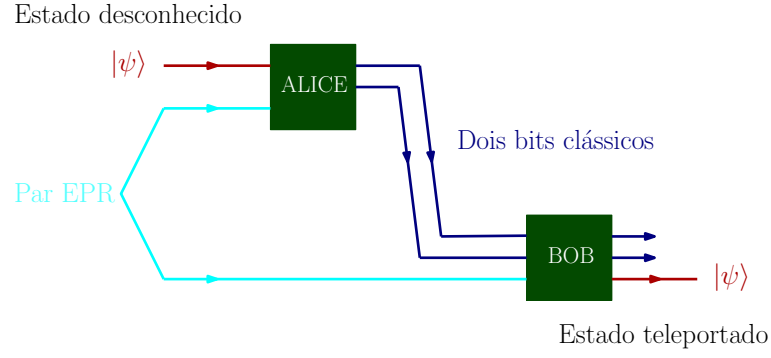 Estado desconhecido
|ψ⟩
ALICE
Dois bits clássicos
Par EPR
BOB
|ψ⟩
Estado teleportado